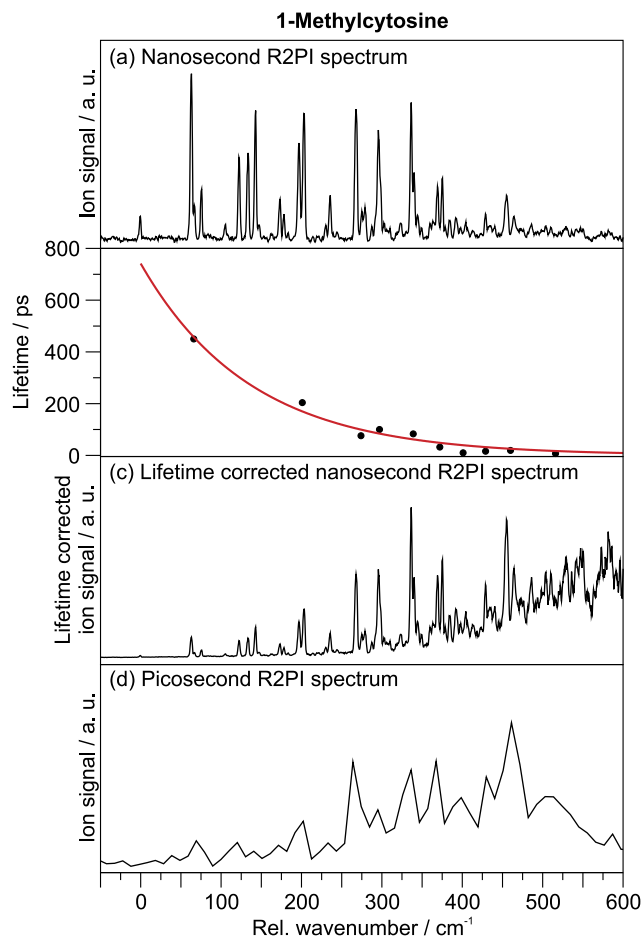 1-Methylcytosine
(a) Nanosecond R2PI spectrum
Ion signal / a. u.
800
600
400
200
0
Lifetime / ps
(c) Lifetime corrected nanosecond R2PI spectrum
Lifetime corrected
ion signal / a. u.
(d) Picosecond R2PI spectrum
Ion signal / a. u.
0 100 200 300 400 500 600
Rel. wavenumber / cm⁻¹